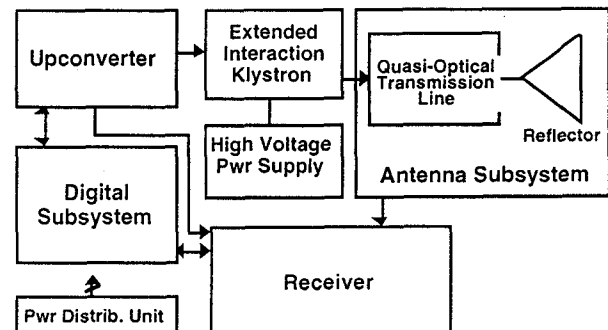 Upconverter
Extended
Interaction
Klystron
Quasi-Optical
Transmission
Line
Reflector
Antenna Subsystem
High Voltage
Pwr Supply
Digital
Subsystem
Receiver
Pwr Distrib. Unit